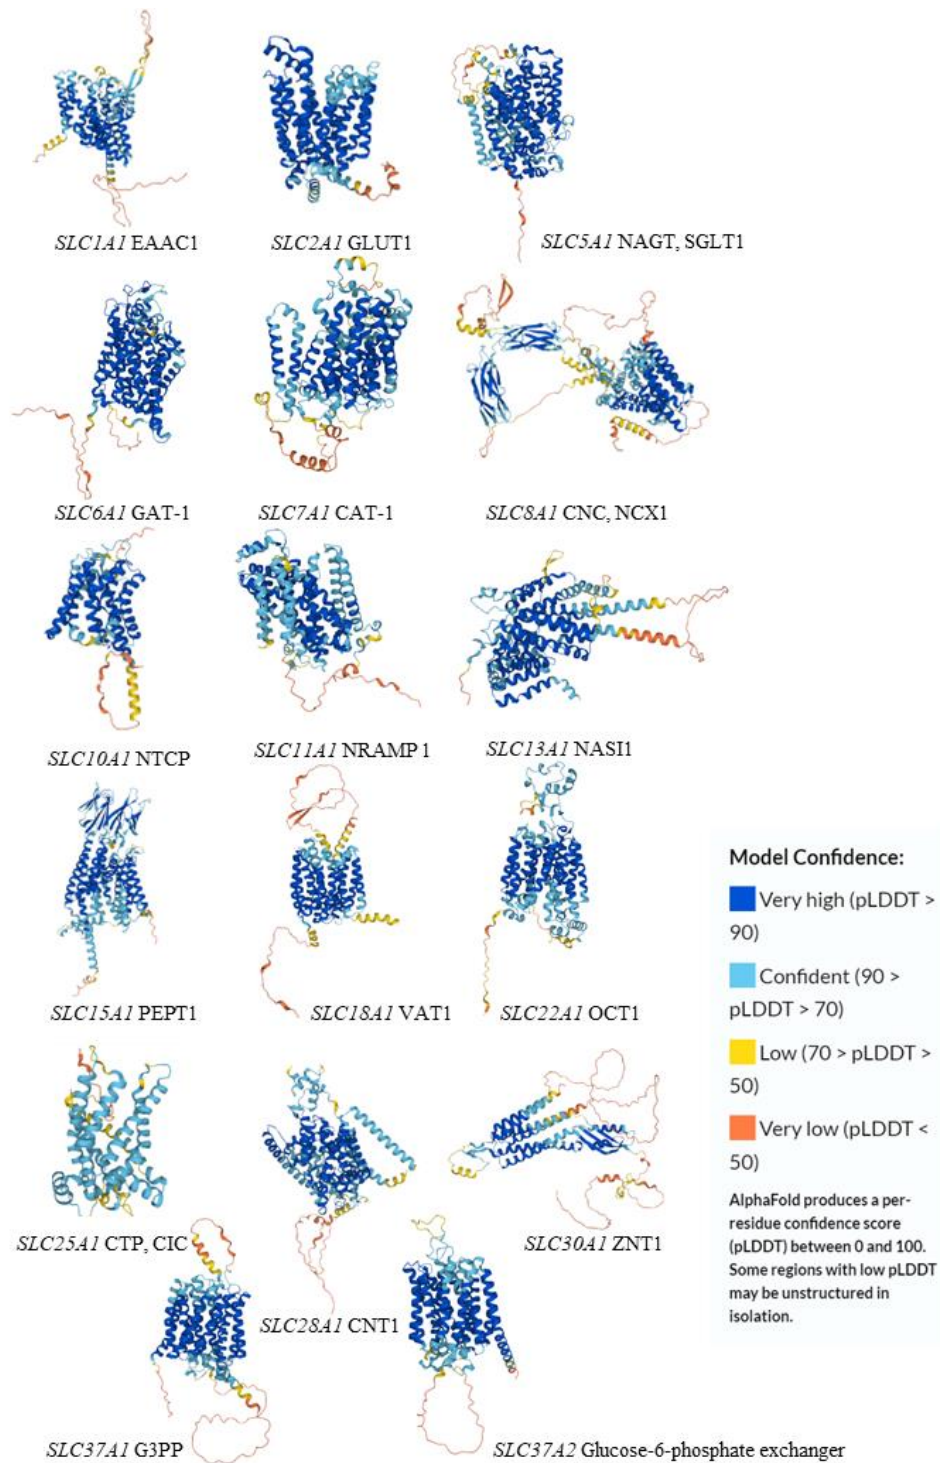 SLC1A1 EAAC1
SLC2A1 GLUT1
SLC5A1 NAGT, SGLT1
SLC6A1 GAT-1
SLC7A1 CAT-1
SLC8A1 CNC, NCX1
SLC10A1 NTCP
SLC11A1 NRAMP 1
SLC13A1 NASI1
SLC15A1 PEPT1
SLC18A1 VAT1
SLC22A1 OCT1
SLC25A1 CTP, CIC
SLC28A1 CNT1
SLC30A1 ZNT1
SLC37A1 G3PP
SLC37A2 Glucose-6-phosphate exchanger
Model Confidence:
Very high (pLDDT >
90)
Confident (90 >
pLDDT > 70)
Low (70 > pLDDT >
50)
Very low (pLDDT <
50)
AlphaFold produces a per-
residue confidence score
(pLDDT) between 0 and 100.
Some regions with low pLDDT
may be unstructured in
isolation.